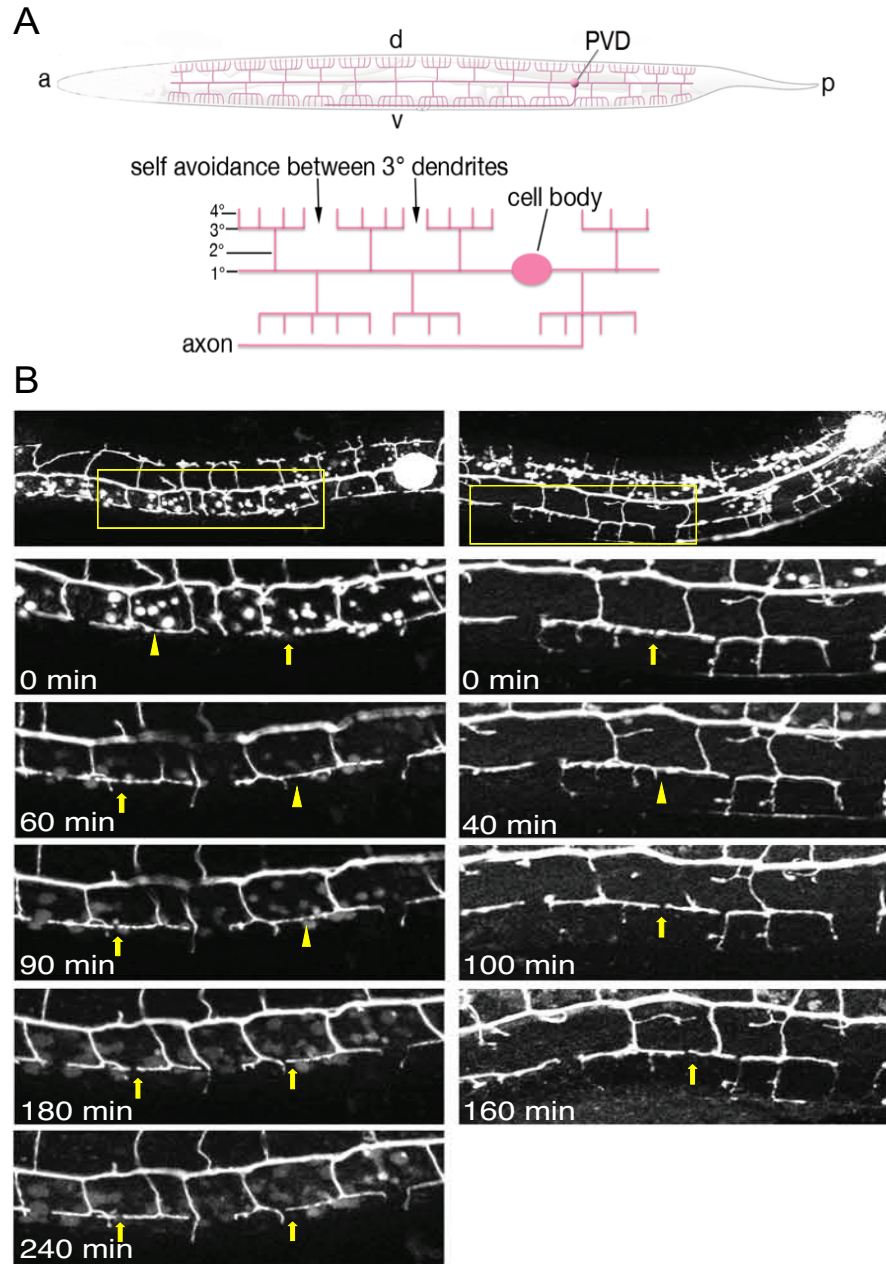 A
d
PVD
a
p
v
self avoidance between 3° dendrites
cell body
4°
3°
2°
1°
axon
B
0 min
0 min
60 min
40 min
90 min
100 min
180 min
160 min
240 min